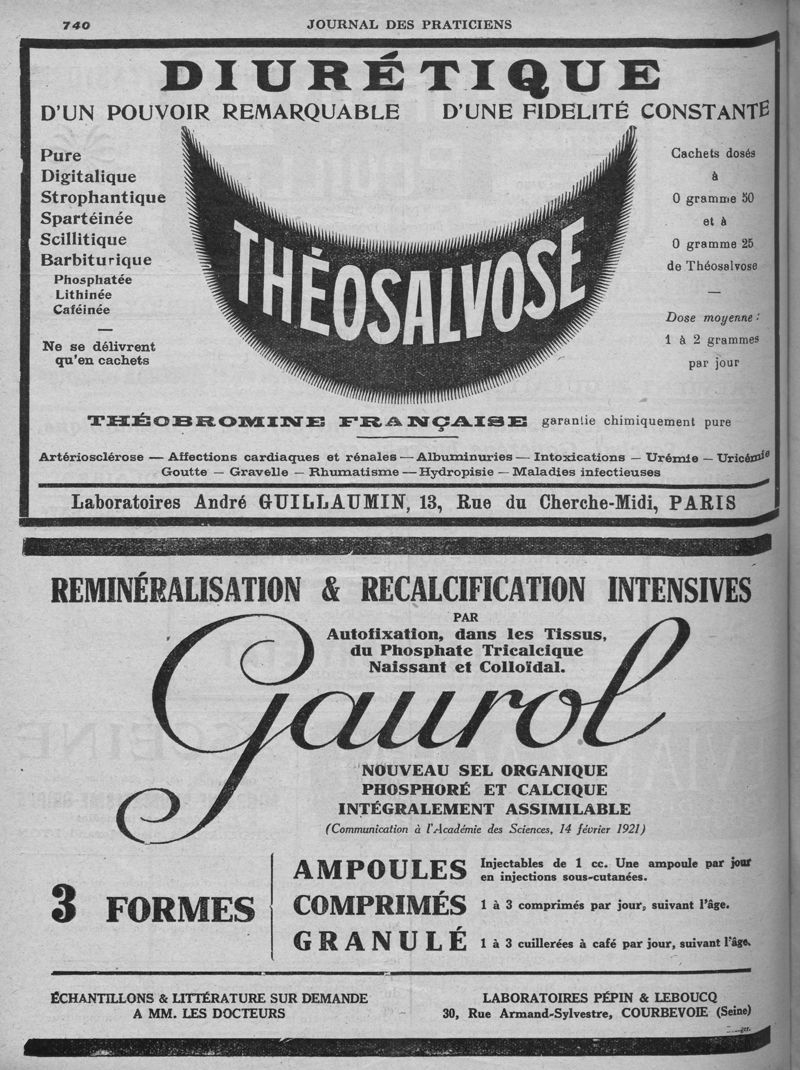 740
JOURNAL DES PRATICIENS
DIURÉTIQUE
D'UN POUVOIR REMARQUABLE D'UNE FIDELITÉ CONSTANTE
Pure
Digitalique
Strophantique
Spartéinée
Scillitique
Barbiturique
Phosphatée
Lithinée
Caféinée
Ne se délivrent
qu'en cachets
THÉOSALVOSE
Cachets dosés
à
0 gramme 50
et à
0 gramme 25
de Théosalvose
Dose moyenne :
1 à 2 grammes
par jour
THÉOBROMINE FRANÇAISE garantie chimiquement pure
Artériosclérose — Affections cardiaques et rénales — Albuminuries — Intoxications — Urémie — Uricémie
Goutte — Gravelle — Rhumatisme — Hydropisie — Maladies infectieuses
Laboratoires André GUILLAUMIN, 13, Rue du Cherche-Midi, PARIS
REMINÉRALISATION & RECALCIFICATION INTENSIVES
PAR
Autofixation, dans les Tissus,
du Phosphate Tricalcique
Naissant et Colloïdal.
Gaurol
NOUVEAU SEL ORGANIQUE
PHOSPHORÉ ET CALCIQUE
INTÉGRALEMENT ASSIMILABLE
(Communication à l'Académie des Sciences, 14 février 1921)
3 FORMES
AMPOULES Injectables de 1 cc. Une ampoule par jour
en injections sous-cutanées.
COMPRIMÉS 1 à 3 comprimés par jour, suivant l'âge.
GRANULÉ 1 à 3 cuillerées à café par jour, suivant l'âge.
ÉCHANTILLONS & LITTÉRATURE SUR DEMANDE
A MM. LES DOCTEURS
LABORATOIRES PÉPIN & LEBOUCQ
30, Rue Armand-Sylvestre, COURBEVOIE (Seine)